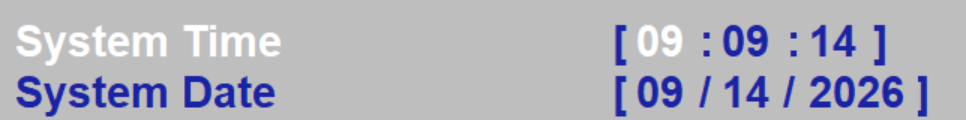 System Time [ 09 : 09 : 14 ]
System Date [ 09 / 14 / 2026 ]